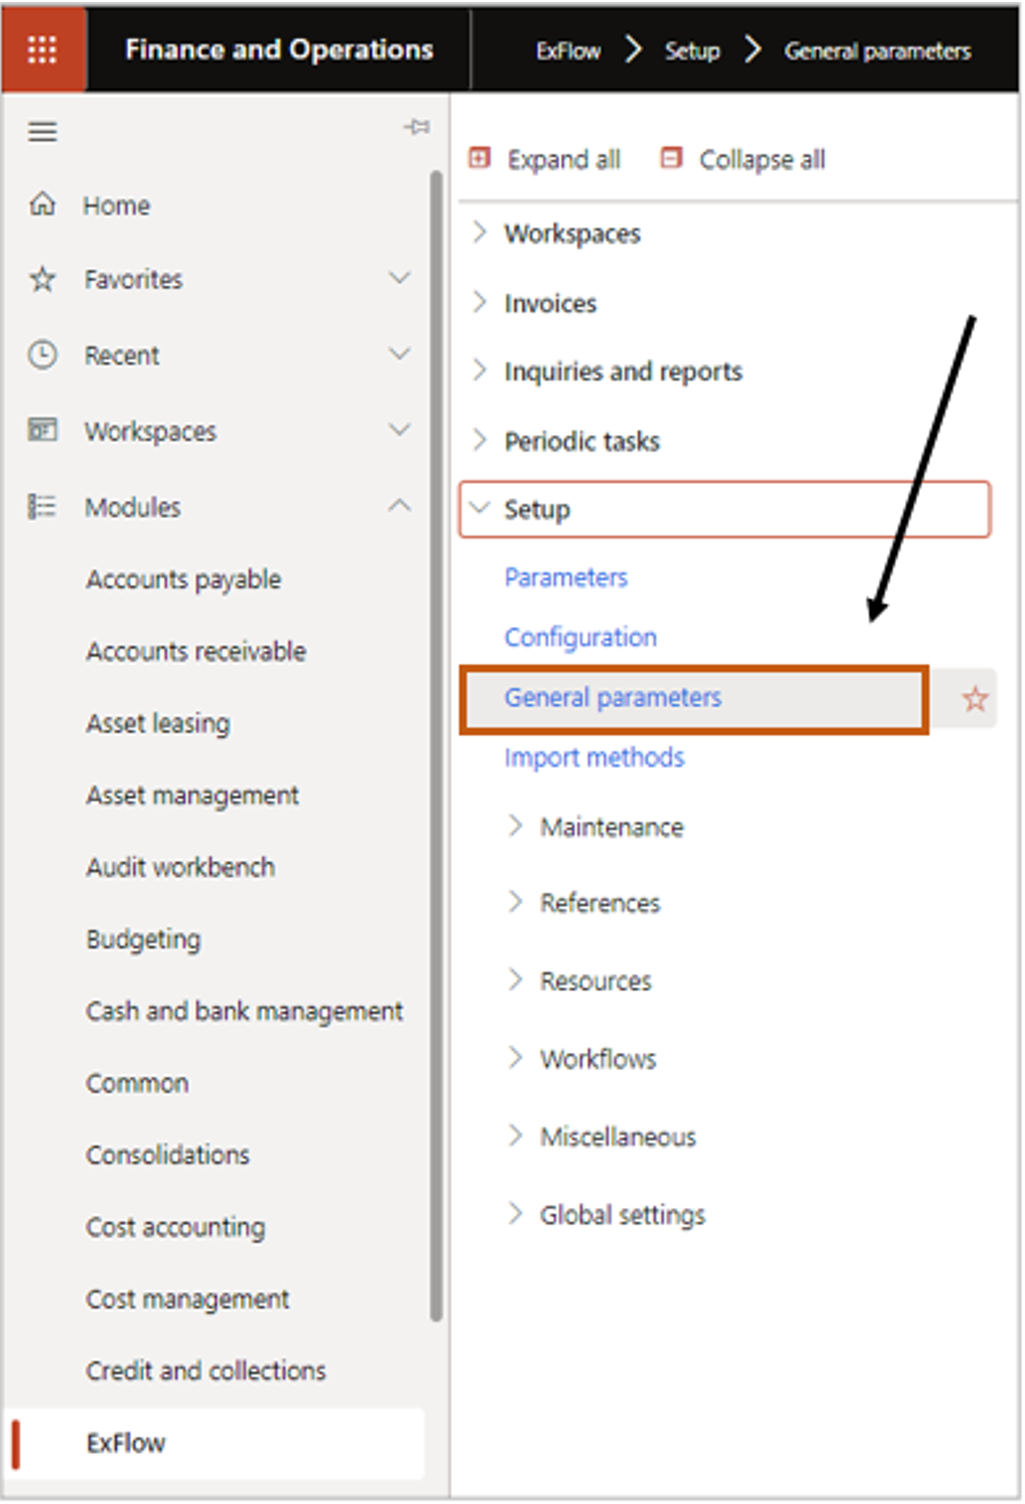 Finance and Operations
ExFlow > Setup > General parameters
Home
Favorites
Recent
Workspaces
Modules
Accounts payable
Accounts receivable
Asset leasing
Asset management
Audit workbench
Budgeting
Cash and bank management
Common
Consolidations
Cost accounting
Cost management
Credit and collections
ExFlow
Expand all
Collapse all
Workspaces
Invoices
Inquiries and reports
Periodic tasks
Setup
Parameters
Configuration
General parameters
Import methods
Maintenance
References
Resources
Workflows
Miscellaneous
Global settings